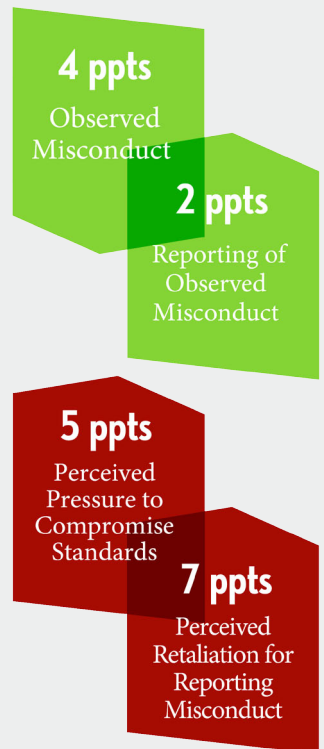 4 ppts
Observed
Misconduct
2 ppts
Reporting of
Observed
Misconduct
5 ppts
Perceived
Pressure to
Compromise
Standards
7 ppts
Perceived
Retaliation for
Reporting
Misconduct